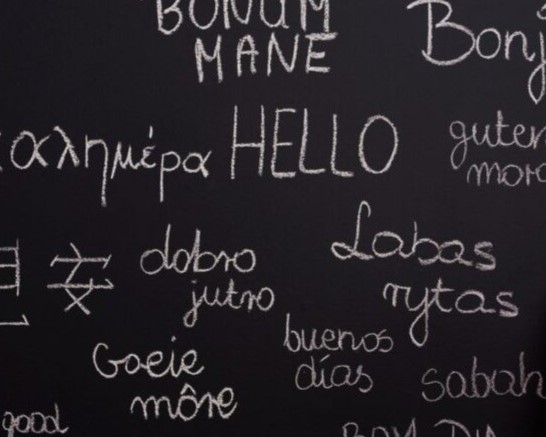 BONUM
MANE
Bonj
αλημέρα HELLO
guten
morg
dobro
jutro
Labas
rytas
buenos
días
Goeie
môre
sabah
good
BOM DIA